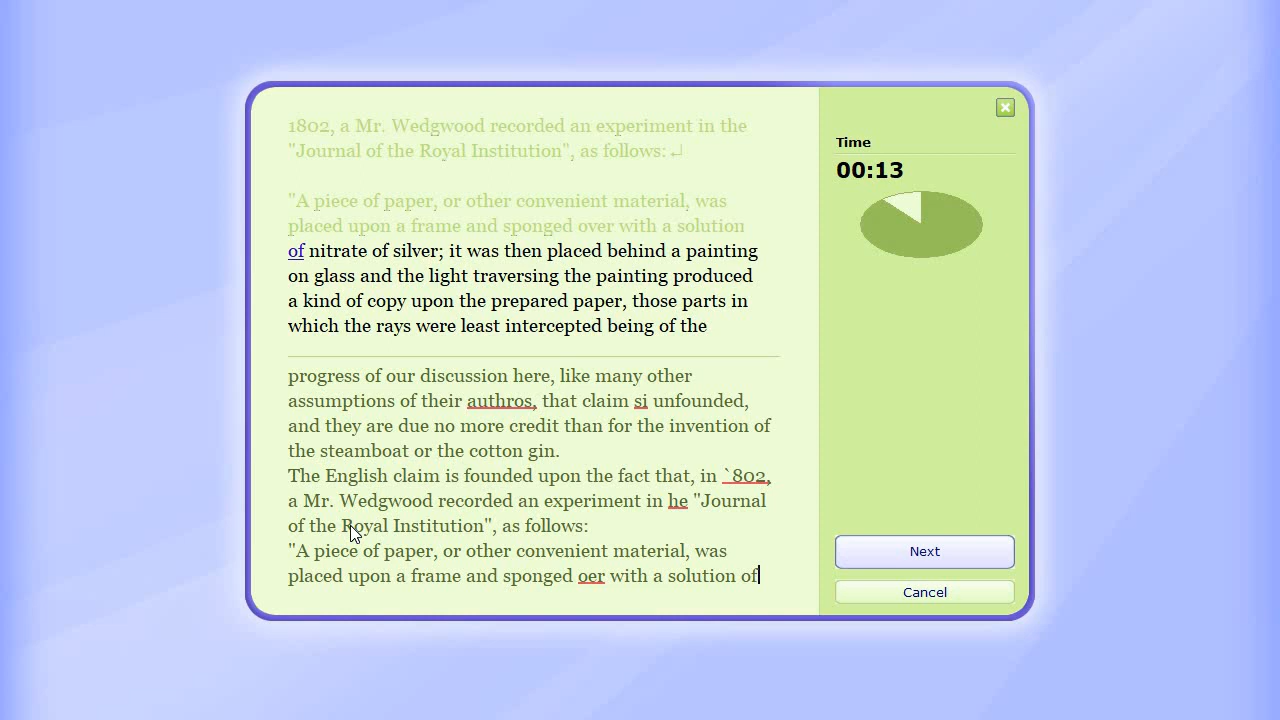 1802, a Mr. Wedgwood recorded an experiment in the
"Journal of the Royal Institution", as follows:↵
"A piece of paper, or other convenient material, was
placed upon a frame and sponged over with a solution
of nitrate of silver; it was then placed behind a painting
on glass and the light traversing the painting produced
a kind of copy upon the prepared paper, those parts in
which the rays were least intercepted being of the
progress of our discussion here, like many other
assumptions of their authros, that claim si unfounded,
and they are due no more credit than for the invention of
the steamboat or the cotton gin.
The English claim is founded upon the fact that, in `802,
a Mr. Wedgwood recorded an experiment in he "Journal
of the Royal Institution", as follows:
"A piece of paper, or other convenient material, was
placed upon a frame and sponged oer with a solution of
Time
00:13
Next
Cancel